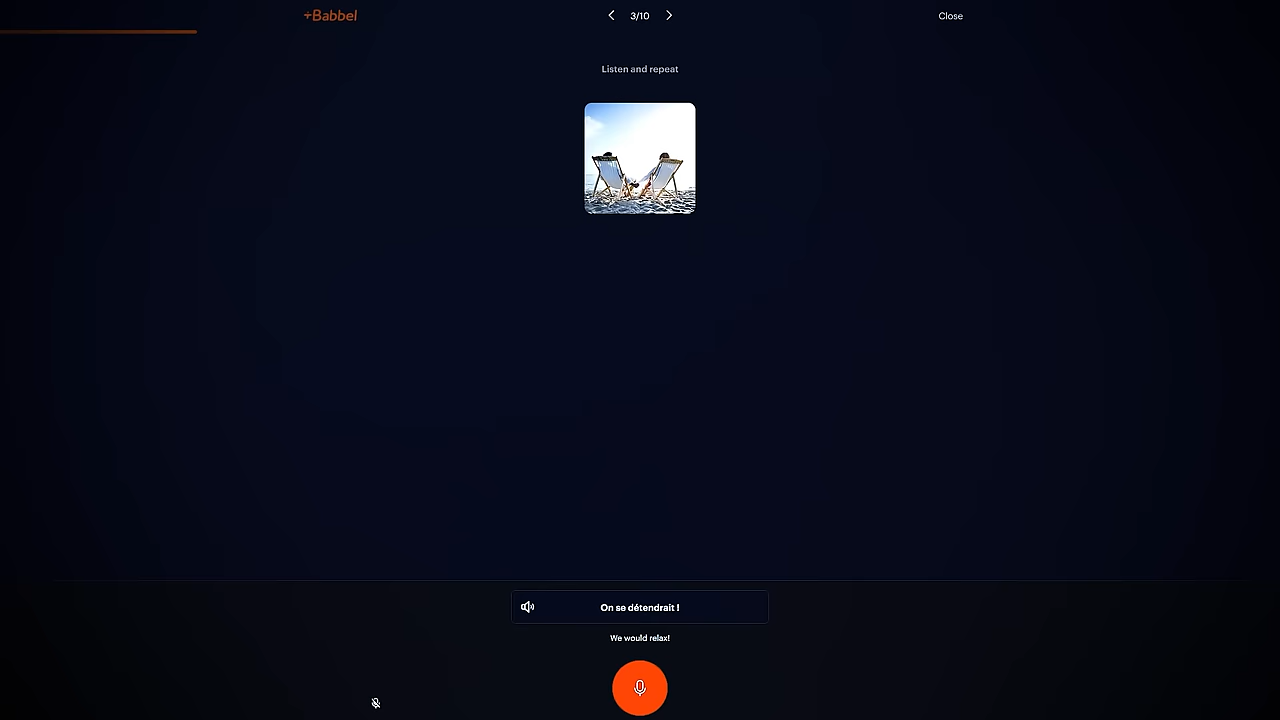 +Babbel
3/10
Close
Listen and repeat
On se détendrait !
We would relax!